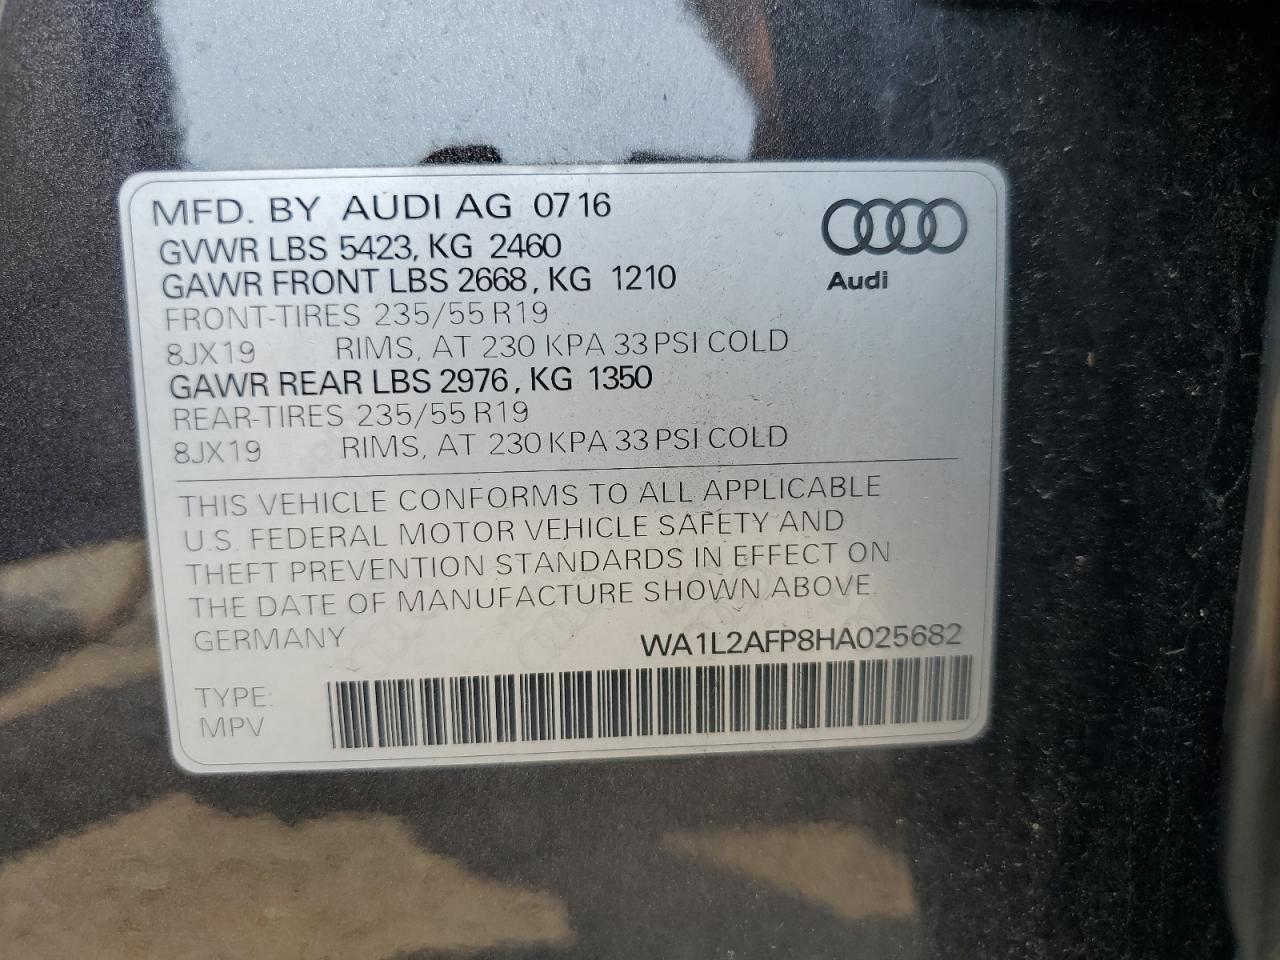 MFD. BY AUDI AG 0716
GVWR LBS 5423, KG 2460
GAWR FRONT LBS 2668, KG 1210
FRONT-TIRES 235/55 R19
8JX19 RIMS, AT 230 KPA 33 PSI COLD
GAWR REAR LBS 2976, KG 1350
REAR-TIRES 235/55 R19
8JX19 RIMS, AT 230 KPA 33 PSI COLD
Audi
THIS VEHICLE CONFORMS TO ALL APPLICABLE
U.S. FEDERAL MOTOR VEHICLE SAFETY AND
THEFT PREVENTION STANDARDS IN EFFECT ON
THE DATE OF MANUFACTURE SHOWN ABOVE.
GERMANY WA1L2AFP8HA025682
TYPE:
MPV